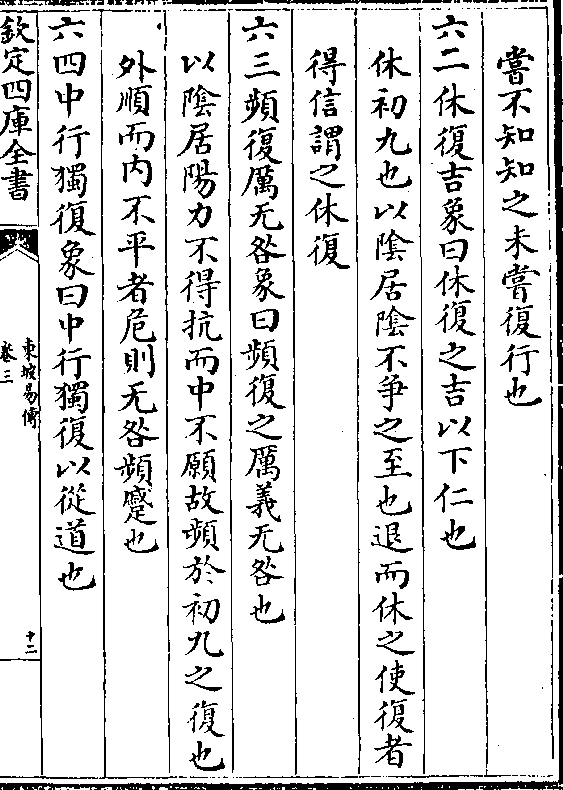 嘗不知知之未嘗復行也
六二休復吉象曰休復之吉以下仁也
休初九也以陰居陰不爭之至也退而休之使復者
得信謂之休復
六三頻復厲无咎象曰頻復之厲義无咎也
以陰居陽力不得抗而中不願故頻於初九之復也
外順而内不平者危則无咎頻蹙也
六四中行獨復象曰中行獨復以從道也
欽定四庫全書
東坡易傳
卷三
十二